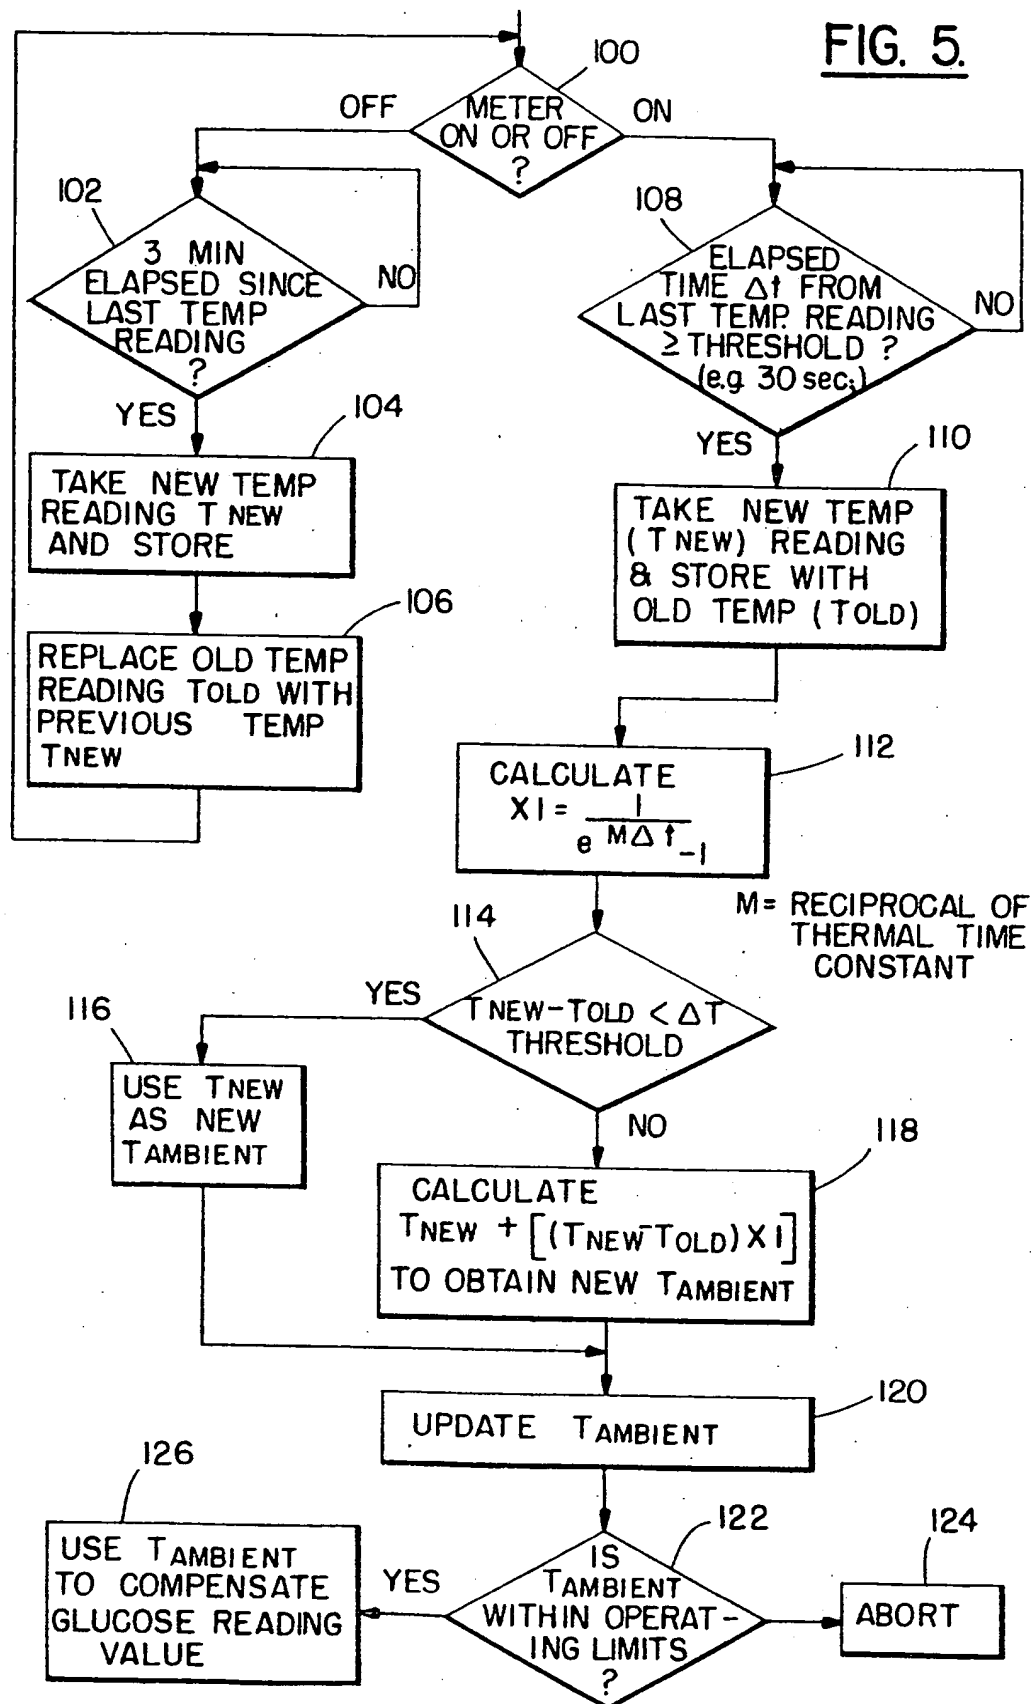 FIG. 5.
100
METER
ON OR OFF
?
OFF
ON
102
3 MIN
ELAPSED SINCE
LAST TEMP
READING
?
NO
YES
104
TAKE NEW TEMP
READING TNEW
AND STORE
106
REPLACE OLD TEMP
READING TOLD WITH
PREVIOUS TEMP
TNEW
108
ELAPSED
TIME Δt FROM
LAST TEMP. READING
≥ THRESHOLD ?
(e.g 30 sec.)
NO
YES
110
TAKE NEW TEMP
(TNEW) READING
& STORE WITH
OLD TEMP (TOLD)
112
CALCULATE
X1 = 1
e MΔt -1
M= RECIPROCAL OF
THERMAL TIME
CONSTANT
114
TNEW-TOLD < ΔT
THRESHOLD
YES
NO
116
USE TNEW
AS NEW
TAMBIENT
118
CALCULATE
TNEW + [(TNEW-TOLD) X1]
TO OBTAIN NEW TAMBIENT
120
UPDATE TAMBIENT
122
IS
TAMBIENT
WITHIN OPERAT-
ING LIMITS
?
YES
124
ABORT
126
USE TAMBIENT
TO COMPENSATE
GLUCOSE READING
VALUE